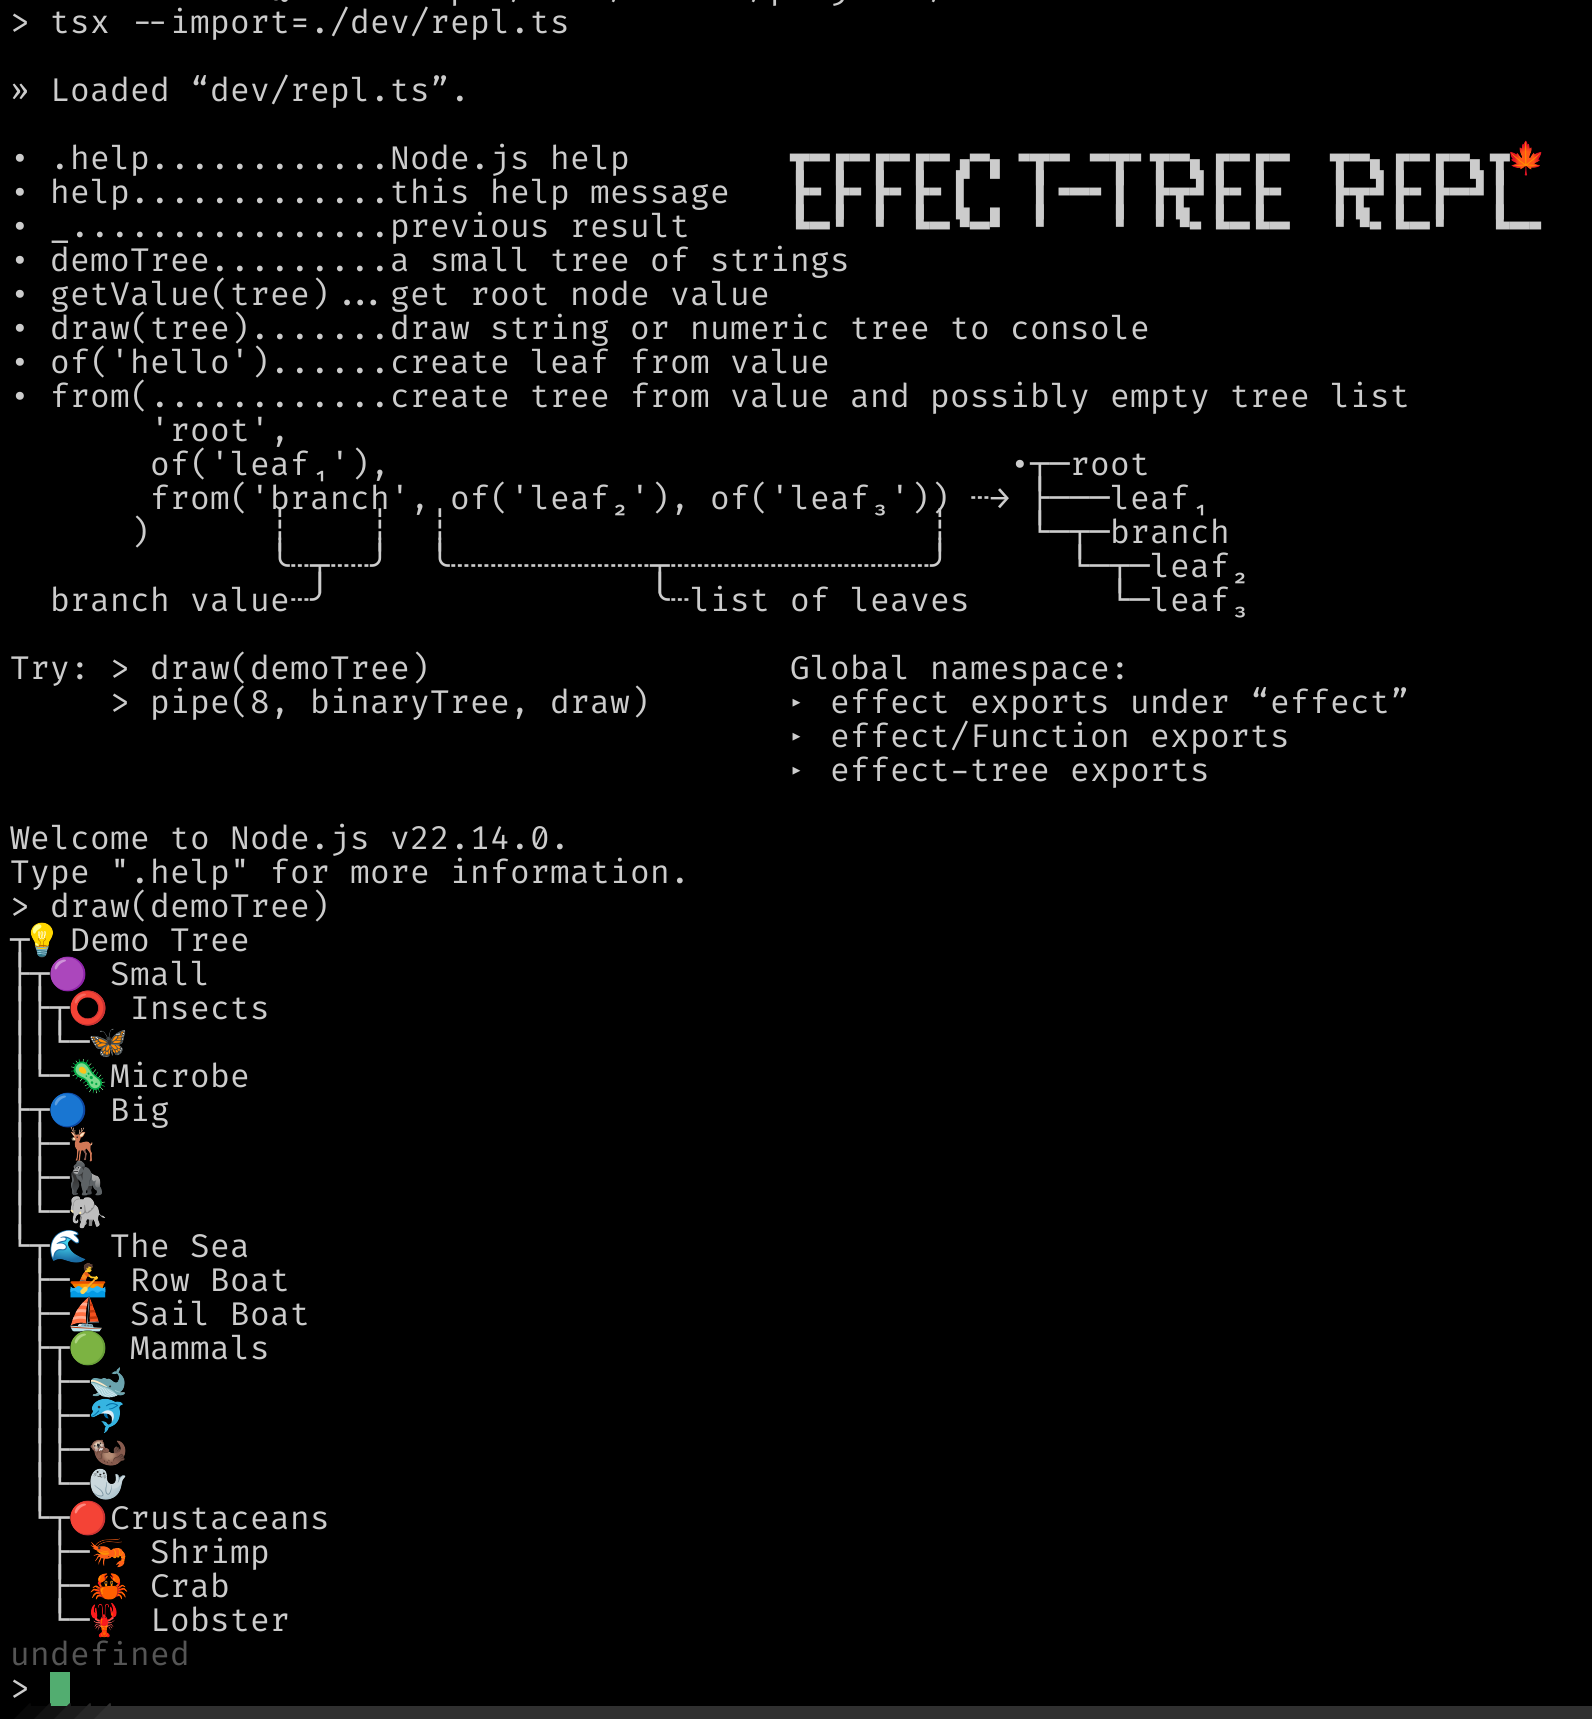 > tsx --import=./dev/repl.ts
» Loaded “dev/repl.ts”.
EFFECT-TREE REPL
• .help............Node.js help
• help.............this help message
• _................previous result
• demoTree.........a small tree of strings
• getValue(tree)...get root node value
• draw(tree).......draw string or numeric tree to console
• of('hello')......create leaf from value
• from(............create tree from value and possibly empty tree list
'root',
of('leaf₁'),
from('branch', of('leaf₂'), of('leaf₃'))
)
branch value
list of leaves
root
leaf₁
branch
leaf₂
leaf₃
Try: > draw(demoTree)
> pipe(8, binaryTree, draw)
Global namespace:
‣ effect exports under “effect”
‣ effect/Function exports
‣ effect-tree exports
Welcome to Node.js v22.14.0.
Type ".help" for more information.
> draw(demoTree)
Demo Tree
Small
Insects
Microbe
Big
The Sea
Row Boat
Sail Boat
Mammals
Crustaceans
Shrimp
Crab
Lobster
undefined
>